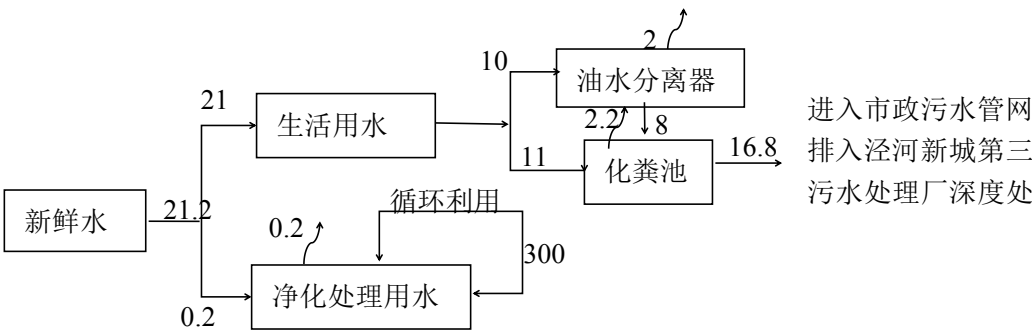 2
10
油水分离器
21
进入市政污水管网
生活用水
2.2
8
排入泾河新城第三
11
化粪池
16.8
污水处理厂深度处
新鲜水
21.2
循环利用
0.2
300
净化处理用水
0.2